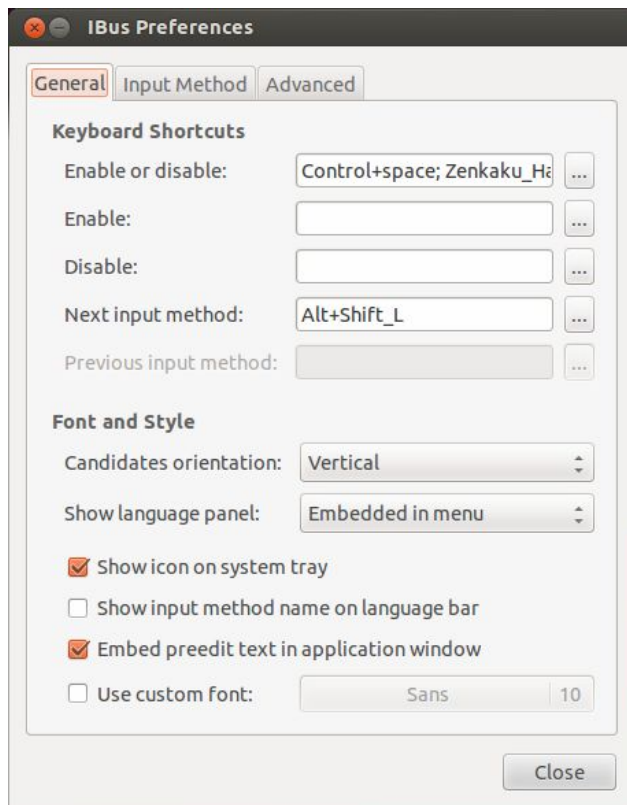 IBus Preferences
General Input Method Advanced
Keyboard Shortcuts
Enable or disable: Control+space; Zenkaku_Ha ...
Enable: ...
Disable: ...
Next input method: Alt+Shift_L ...
Previous input method: ...
Font and Style
Candidates orientation: Vertical
Show language panel: Embedded in menu
Show icon on system tray
Show input method name on language bar
Embed preedit text in application window
Use custom font: Sans 10
Close